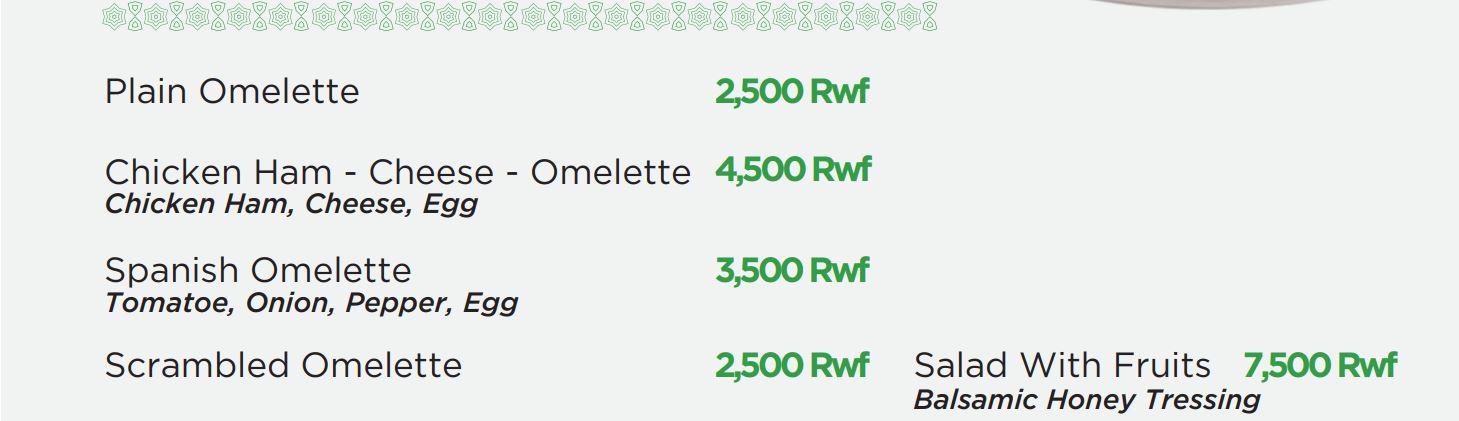 Plain Omelette 2,500 Rwf
Chicken Ham - Cheese - Omelette 4,500 Rwf
Chicken Ham, Cheese, Egg
Spanish Omelette 3,500 Rwf
Tomatoe, Onion, Pepper, Egg
Scrambled Omelette 2,500 Rwf
Salad With Fruits 7,500 Rwf
Balsamic Honey Tressing